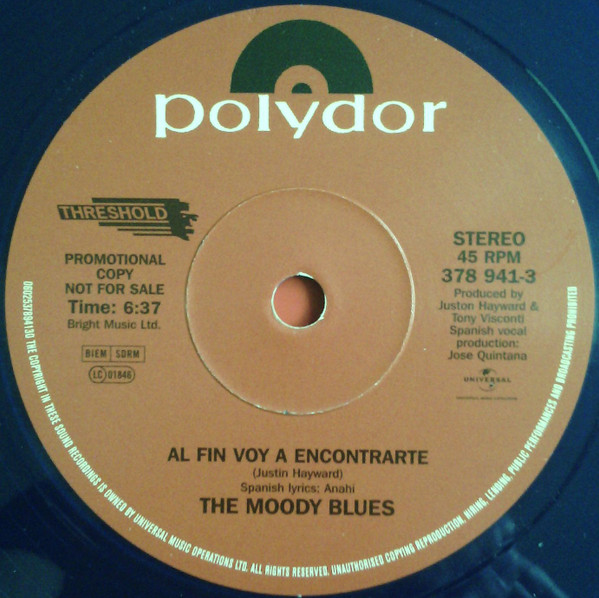 polydor
THRESHOLD
PROMOTIONAL
COPY
NOT FOR SALE
Time: 6:37
Bright Music Ltd.
BIEM SDRM
LC 01846
STEREO
45 RPM
378 941-3
Produced by
Juston Hayward &
Tony Visconti
Spanish vocal
production:
Jose Quintana
UNIVERSAL
AL FIN VOY A ENCONTRARTE
(Justin Hayward)
Spanish lyrics; Anahi
THE MOODY BLUES
THE COPYRIGHT IN THESE SOUND RECORDINGS IS OWNED BY UNIVERSAL MUSIC OPERATIONS LTD. ALL RIGHTS RESERVED. UNAUTHORISED COPYING REPRODUCTION, HIRING, LENDING, PUBLIC PERFORMANCES AND BROADCASTING PROHIBITED